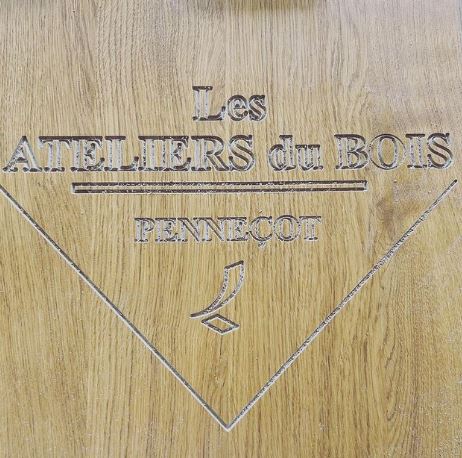 Les
ATELIERS du BOIS
PENNEÇOT